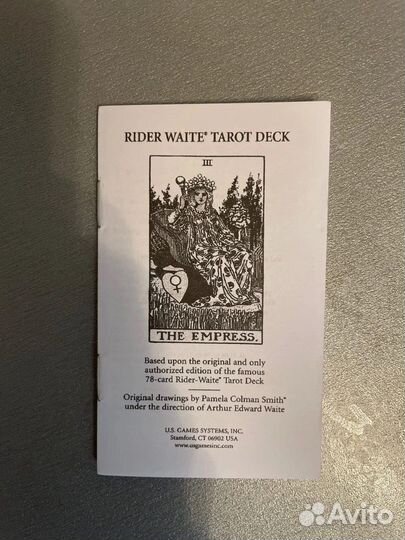 RIDER WAITE® TAROT DECK
III
THE EMPRESS.
Based upon the original and only
authorized edition of the famous
78-card Rider-Waite® Tarot Deck
Original drawings by Pamela Colman Smith®
under the direction of Arthur Edward Waite
U.S. GAMES SYSTEMS, INC.
Stamford, CT 06902 USA
www.usgamesinc.com
Avito